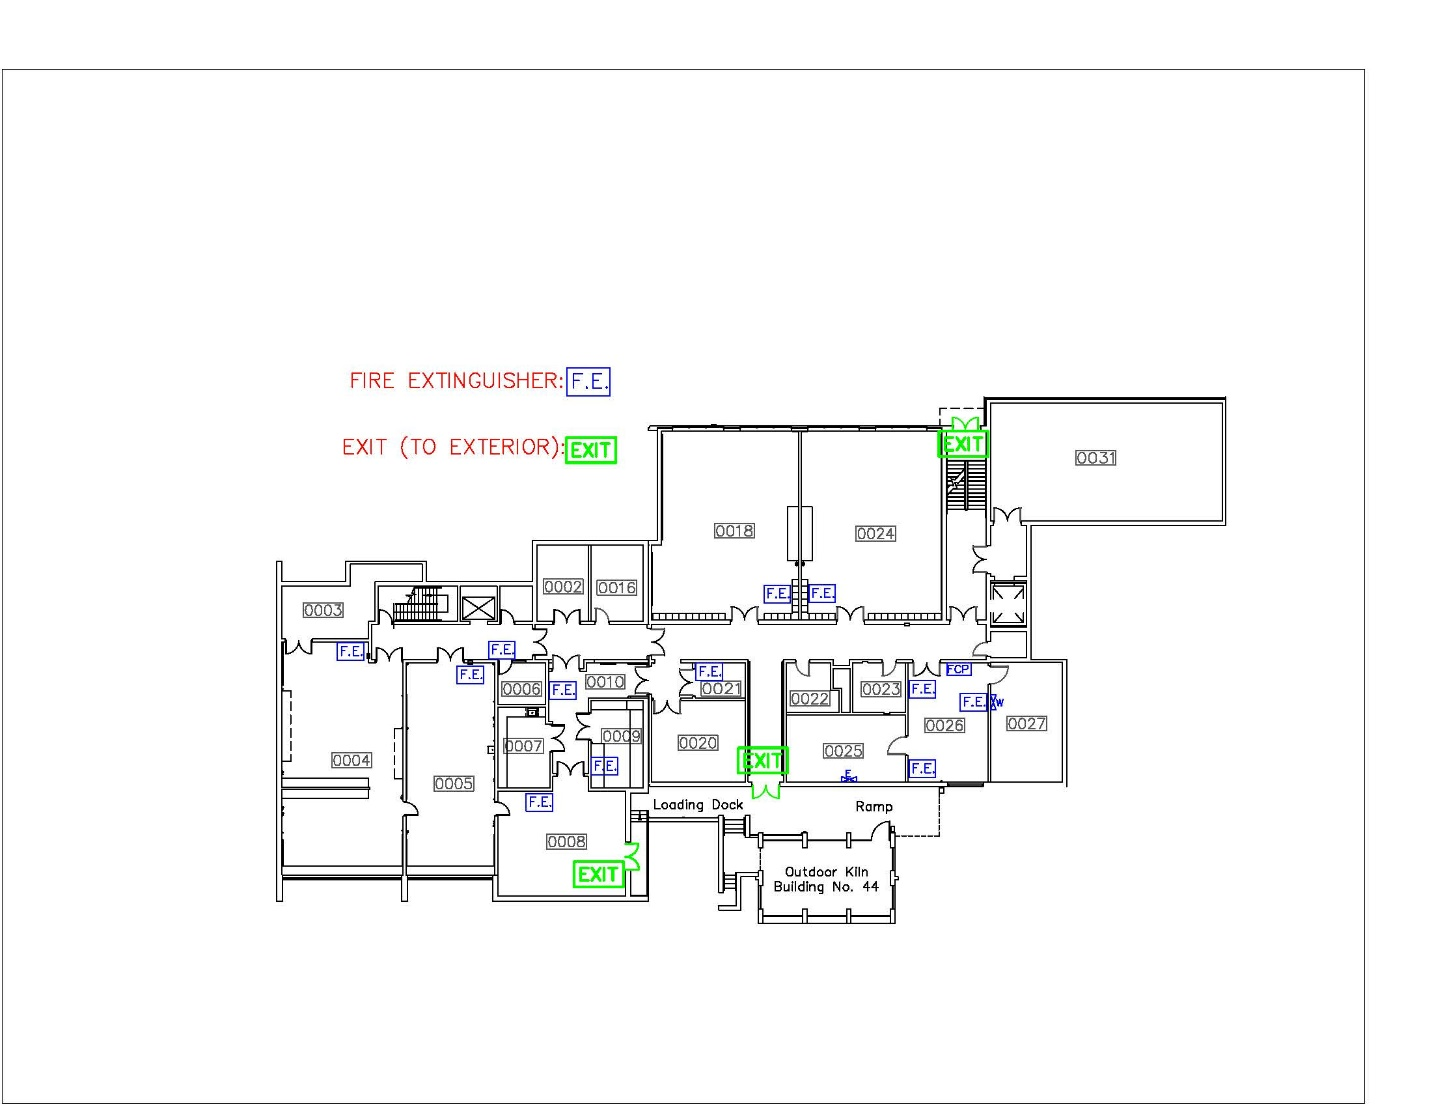 FIRE EXTINGUISHER: F.E.
EXIT (TO EXTERIOR): EXIT
EXIT
0031
0018
0024
0002
0016
F.E.
F.E.
0003
F.E.
F.E.
F.E.
F.E.
0006
0010
F.E.
0021
0022
0023
FCP
F.E.
F.E.
W
0026
0027
0007
0009
0020
0025
0004
F.E.
EXIT
F.E.
F
0005
F.E.
Loading Dock
Ramp
0008
EXIT
Outdoor Kiln
Building No. 44